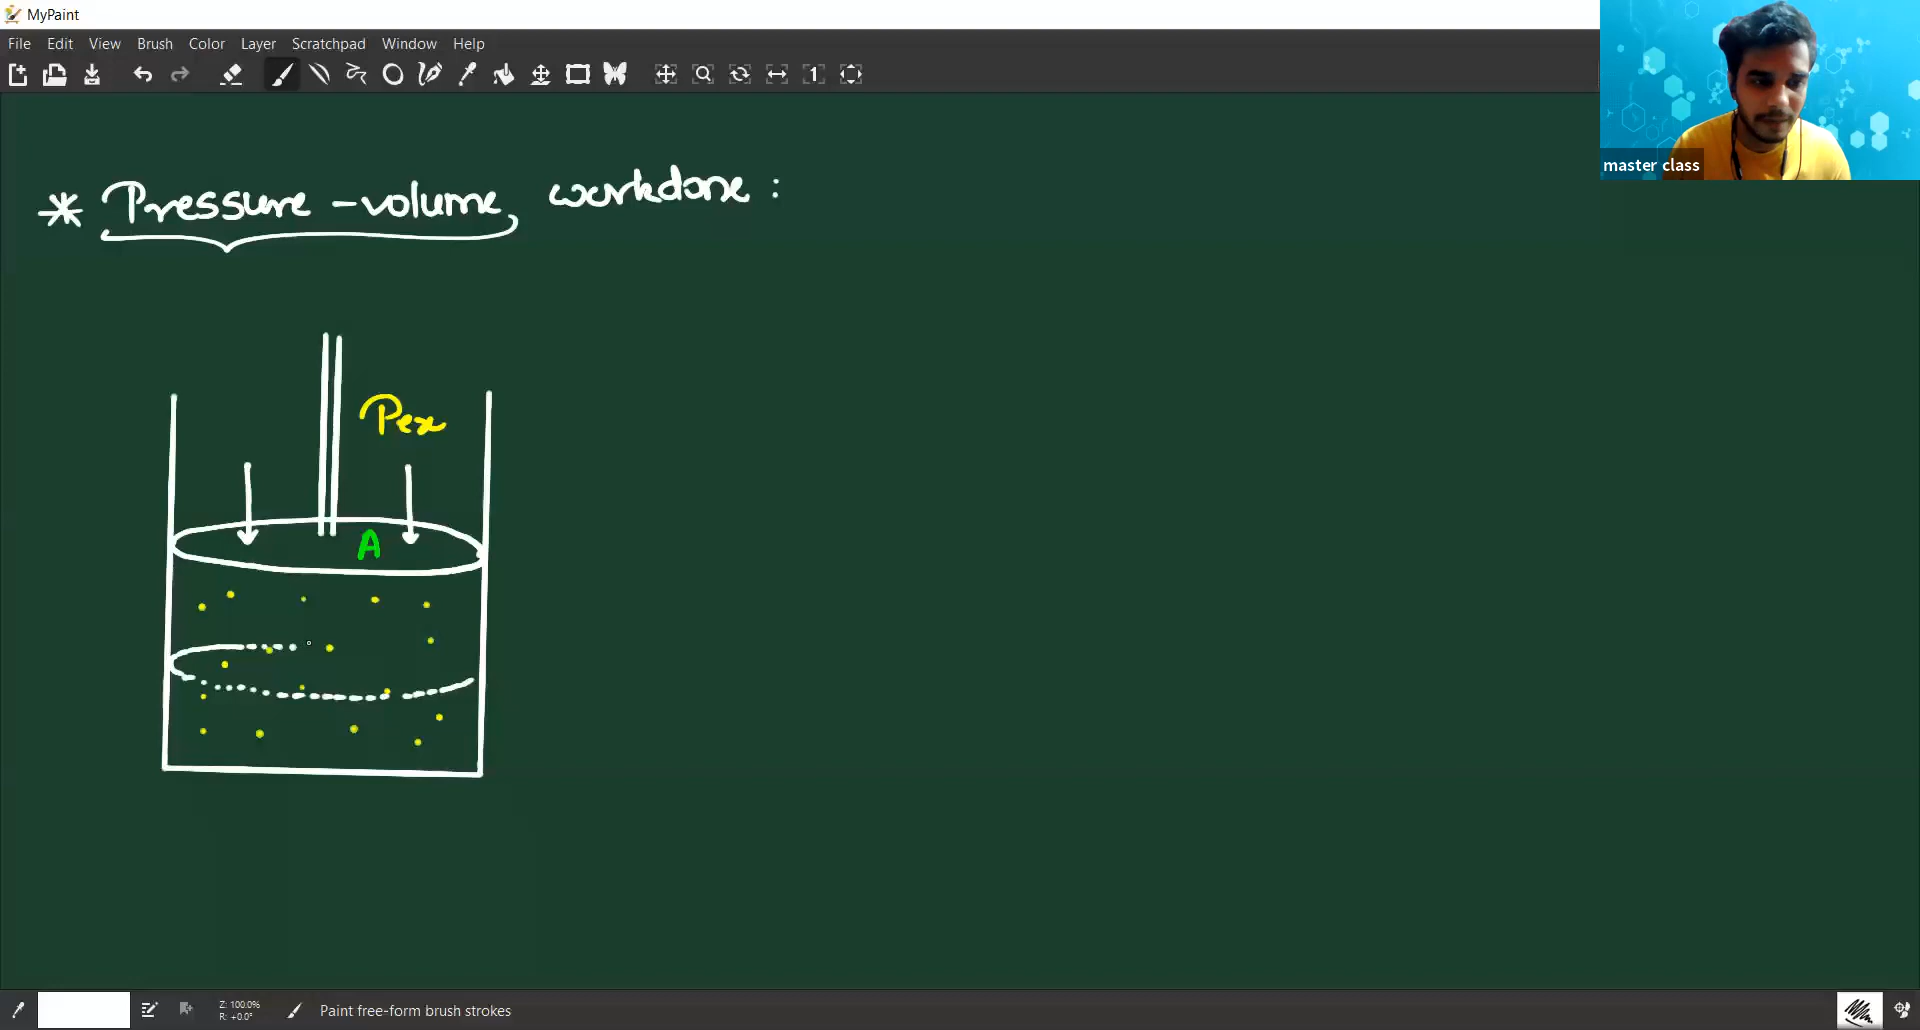 MyPaint
File Edit View Brush Color Layer Scratchpad Window Help
1
master class
* Pressure-volume, workdone :
Pex
A
Z: 100.0%
R: +0.0°
Paint free-form brush strokes